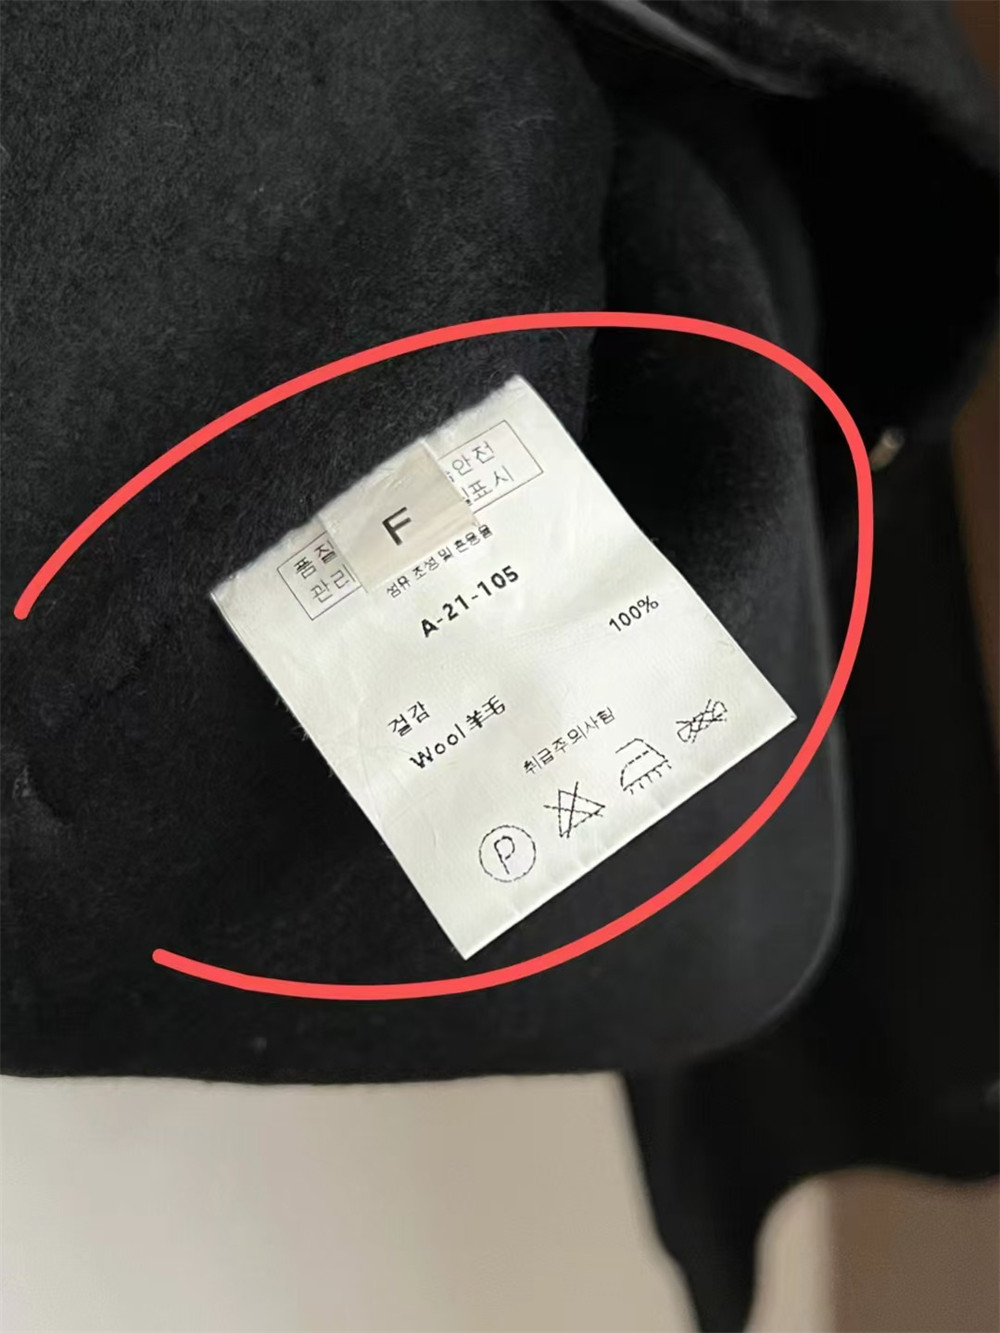 품질
관리
안전
표시
F
섬유 조성 및 혼용율
A-21-105
100%
겉감
Wool 羊毛
취급주의사항
P